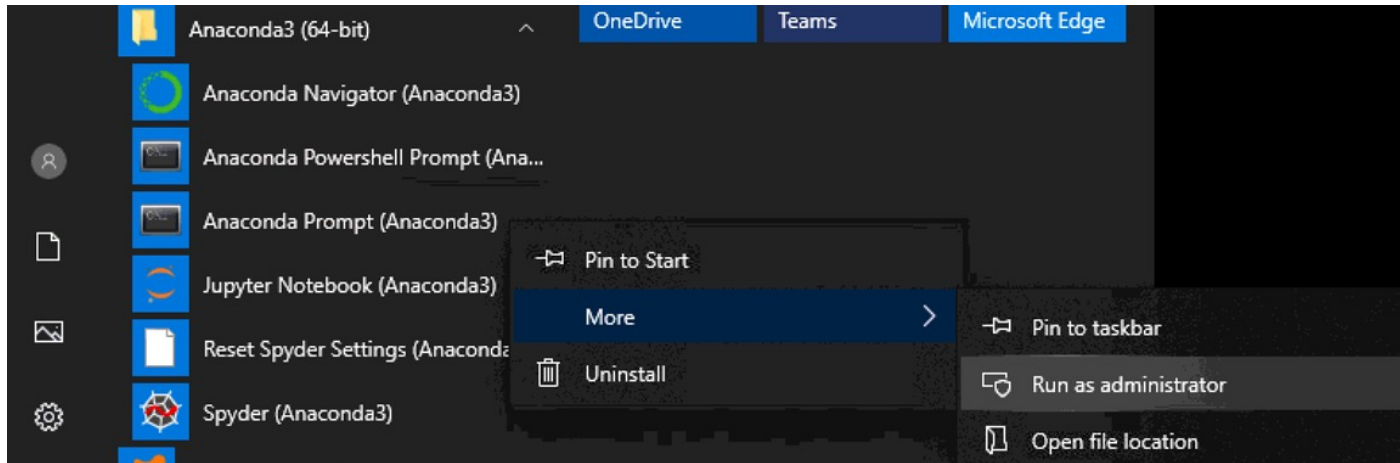 Anaconda3 (64-bit)
OneDrive
Teams
Microsoft Edge
Anaconda Navigator (Anaconda3)
Anaconda Powershell Prompt (Ana...
Anaconda Prompt (Anaconda3)
Jupyter Notebook (Anaconda3)
Reset Spyder Settings (Anaconda
Spyder (Anaconda3)
Pin to Start
More
Uninstall
Pin to taskbar
Run as administrator
Open file location